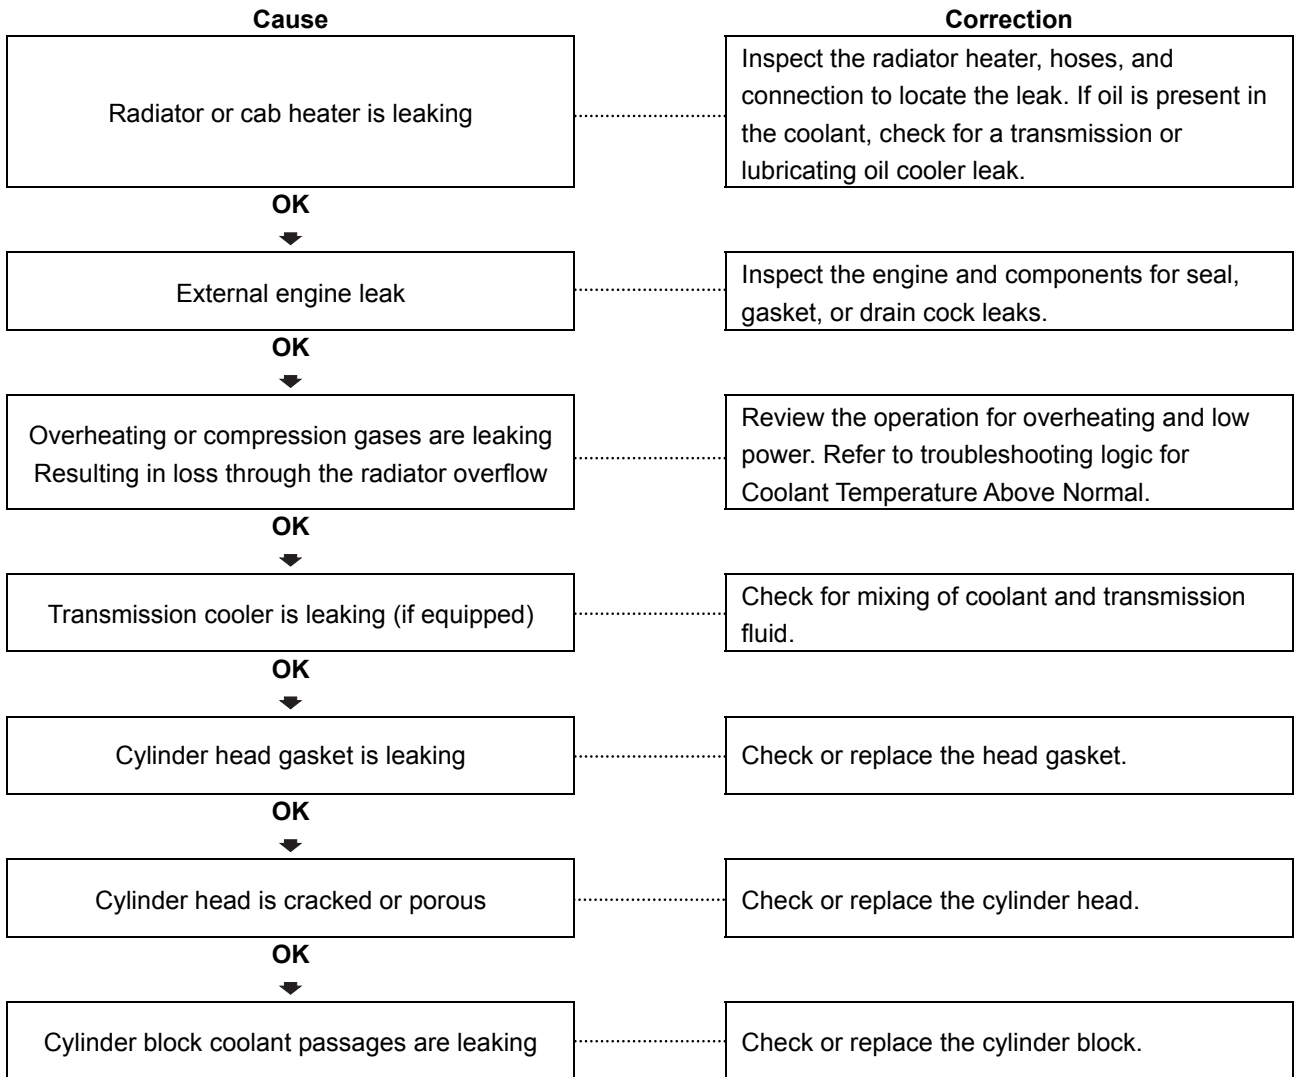 Cause
Correction
Radiator or cab heater is leaking
Inspect the radiator heater, hoses, and
connection to locate the leak. If oil is present in
the coolant, check for a transmission or
lubricating oil cooler leak.
OK
External engine leak
Inspect the engine and components for seal,
gasket, or drain cock leaks.
OK
Overheating or compression gases are leaking
Resulting in loss through the radiator overflow
Review the operation for overheating and low
power. Refer to troubleshooting logic for
Coolant Temperature Above Normal.
OK
Transmission cooler is leaking (if equipped)
Check for mixing of coolant and transmission
fluid.
OK
Cylinder head gasket is leaking
Check or replace the head gasket.
OK
Cylinder head is cracked or porous
Check or replace the cylinder head.
OK
Cylinder block coolant passages are leaking
Check or replace the cylinder block.